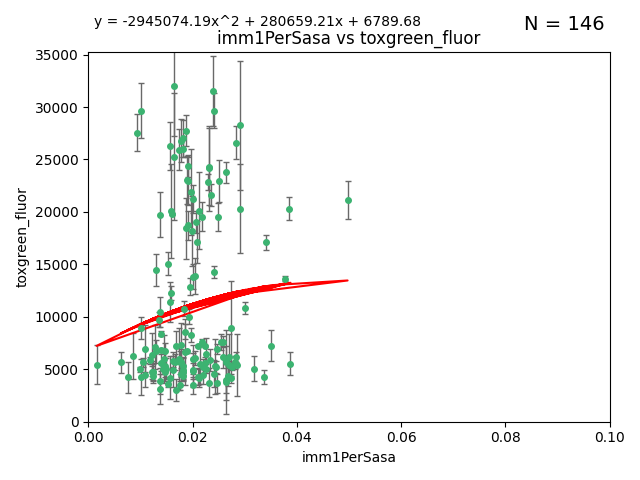 y = -2945074.19x^2 + 280659.21x + 6789.68
N = 146
imm1PerSasa vs toxgreen_fluor
35000
30000
25000
20000
15000
10000
5000
0
toxgreen_fluor
0.00 0.02 0.04 0.06 0.08 0.10
imm1PerSasa